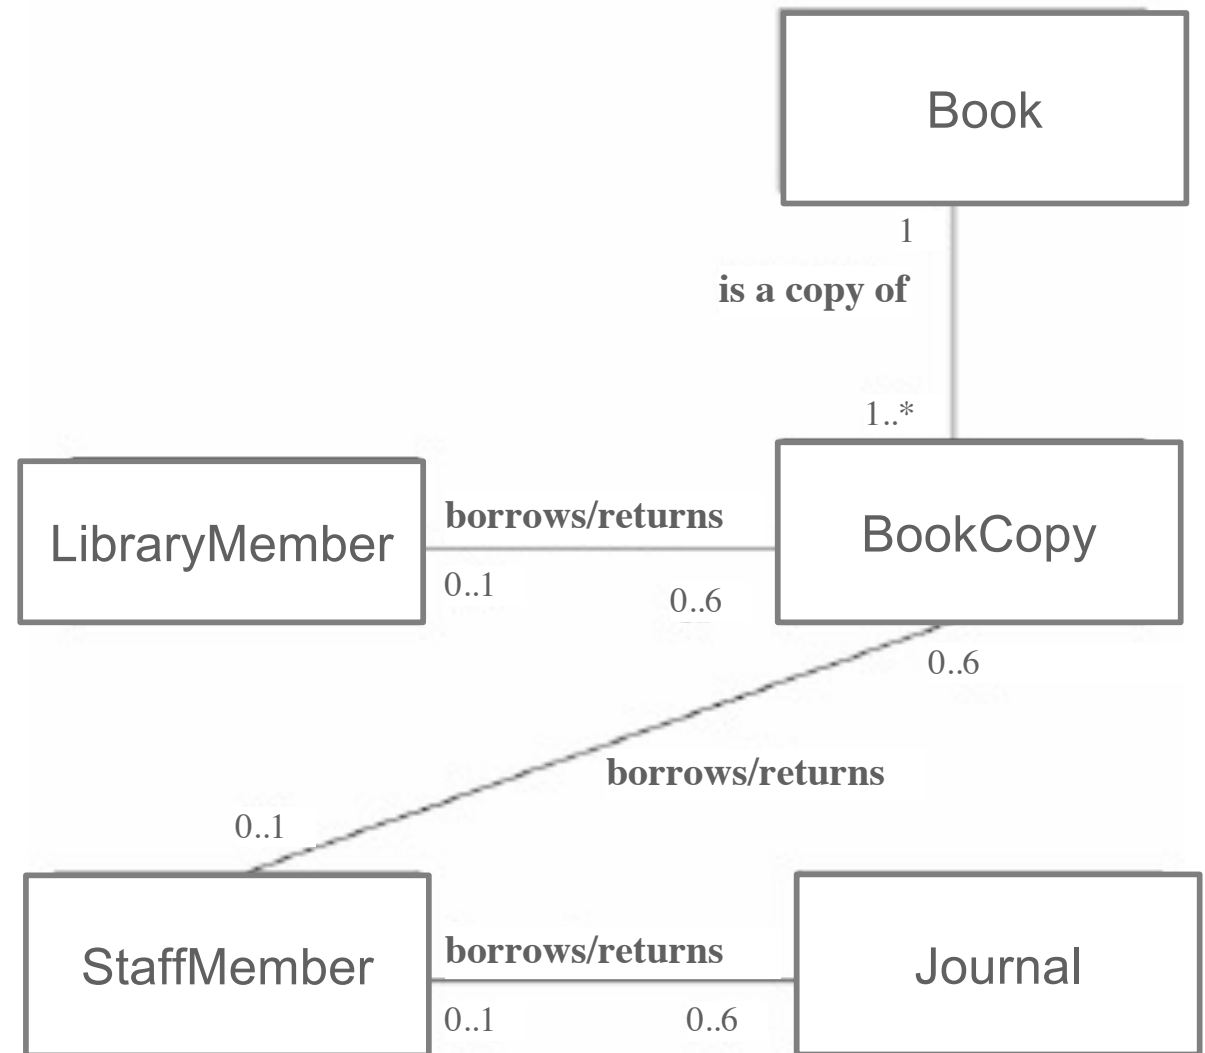 Book
1
is a copy of
1..*
LibraryMember
borrows/returns
BookCopy
0..1
0..6
0..6
borrows/returns
0..1
StaffMember
borrows/returns
Journal
0..1
0..6